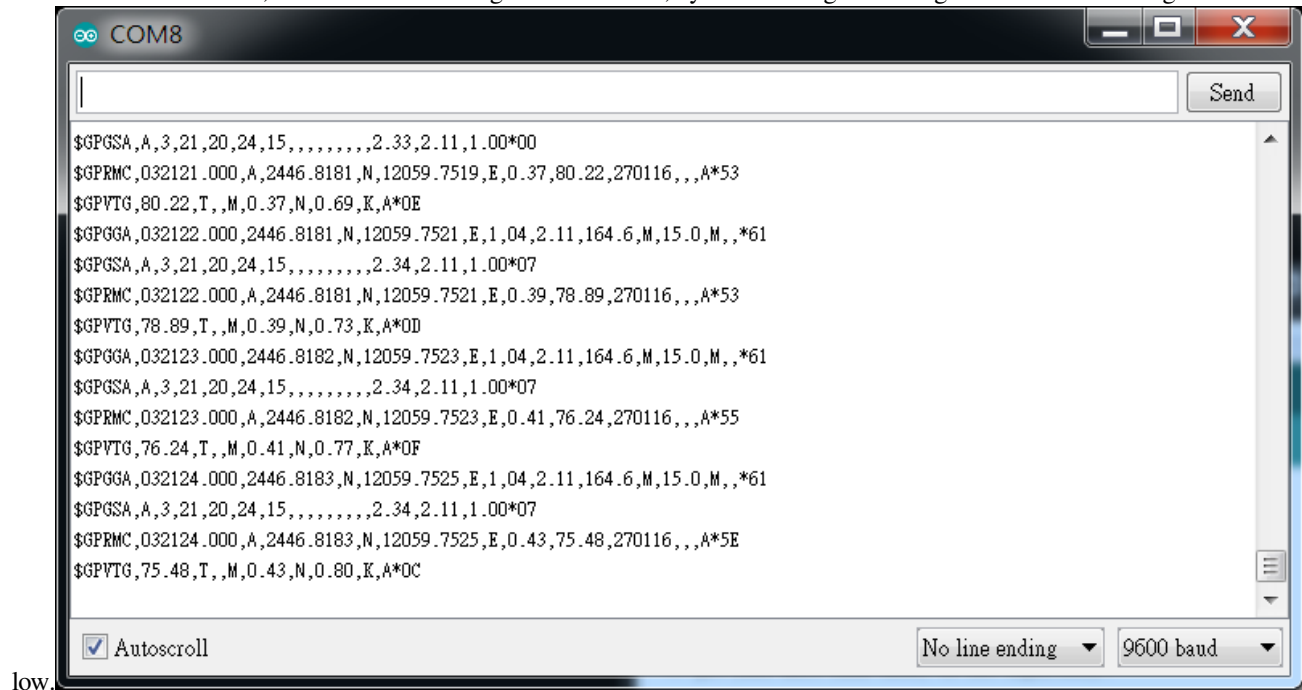 COM8
Send
$GPGSA,A,3,21,20,24,15,,,,,,,,,2.33,2.11,1.00*00
$GPRMC,032121.000,A,2446.8181,N,12059.7519,E,0.37,80.22,270116,,,A*53
$GPVTG,80.22,T,,M,0.37,N,0.69,K,A*0E
$GPGGA,032122.000,2446.8181,N,12059.7521,E,1,04,2.11,164.6,M,15.0,M,,*61
$GPGSA,A,3,21,20,24,15,,,,,,,,,2.34,2.11,1.00*07
$GPRMC,032122.000,A,2446.8181,N,12059.7521,E,0.39,78.89,270116,,,A*53
$GPVTG,78.89,T,,M,0.39,N,0.73,K,A*0D
$GPGGA,032123.000,2446.8182,N,12059.7523,E,1,04,2.11,164.6,M,15.0,M,,*61
$GPGSA,A,3,21,20,24,15,,,,,,,,,2.34,2.11,1.00*07
$GPRMC,032123.000,A,2446.8182,N,12059.7523,E,0.41,76.24,270116,,,A*55
$GPVTG,76.24,T,,M,0.41,N,0.77,K,A*0F
$GPGGA,032124.000,2446.8183,N,12059.7525,E,1,04,2.11,164.6,M,15.0,M,,*61
$GPGSA,A,3,21,20,24,15,,,,,,,,,2.34,2.11,1.00*07
$GPRMC,032124.000,A,2446.8183,N,12059.7525,E,0.43,75.48,270116,,,A*5E
$GPVTG,75.48,T,,M,0.43,N,0.80,K,A*0C
Autoscroll No line ending 9600 baud
low.